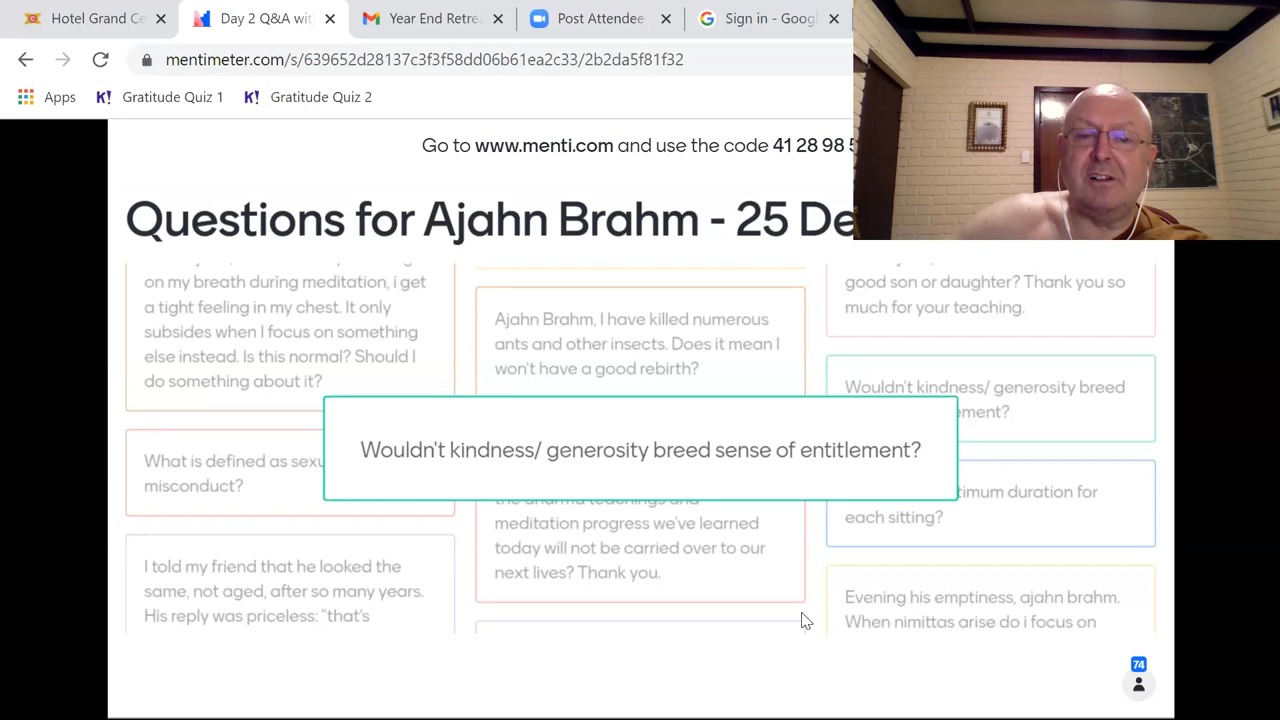 Hotel Grand Ce
Day 2 Q&A wit
Year End Retre
Post Attendee
Sign in - Goog
mentimeter.com/s/639652d28137c3f3f58dd06b61ea2c33/2b2da5f81f32
Apps
K! Gratitude Quiz 1
K! Gratitude Quiz 2
Go to www.menti.com and use the code 41 28 98 5
Questions for Ajahn Brahm - 25 De
on my breath during meditation, i get
a tight feeling in my chest. It only
subsides when I focus on something
else instead. Is this normal? Should I
do something about it?
What is defined as sexu
misconduct?
I told my friend that he looked the
same, not aged, after so many years.
His reply was priceless: "that's
Ajahn Brahm, I have killed numerous
ants and other insects. Does it mean I
won't have a good rebirth?
Wouldn't kindness/ generosity breed sense of entitlement?
the dharma teachings and
meditation progress we've learned
today will not be carried over to our
next lives? Thank you.
good son or daughter? Thank you so
much for your teaching.
Wouldn't kindness/ generosity breed
ement?
timum duration for
each sitting?
Evening his emptiness, ajahn brahm.
When nimittas arise do i focus on
74